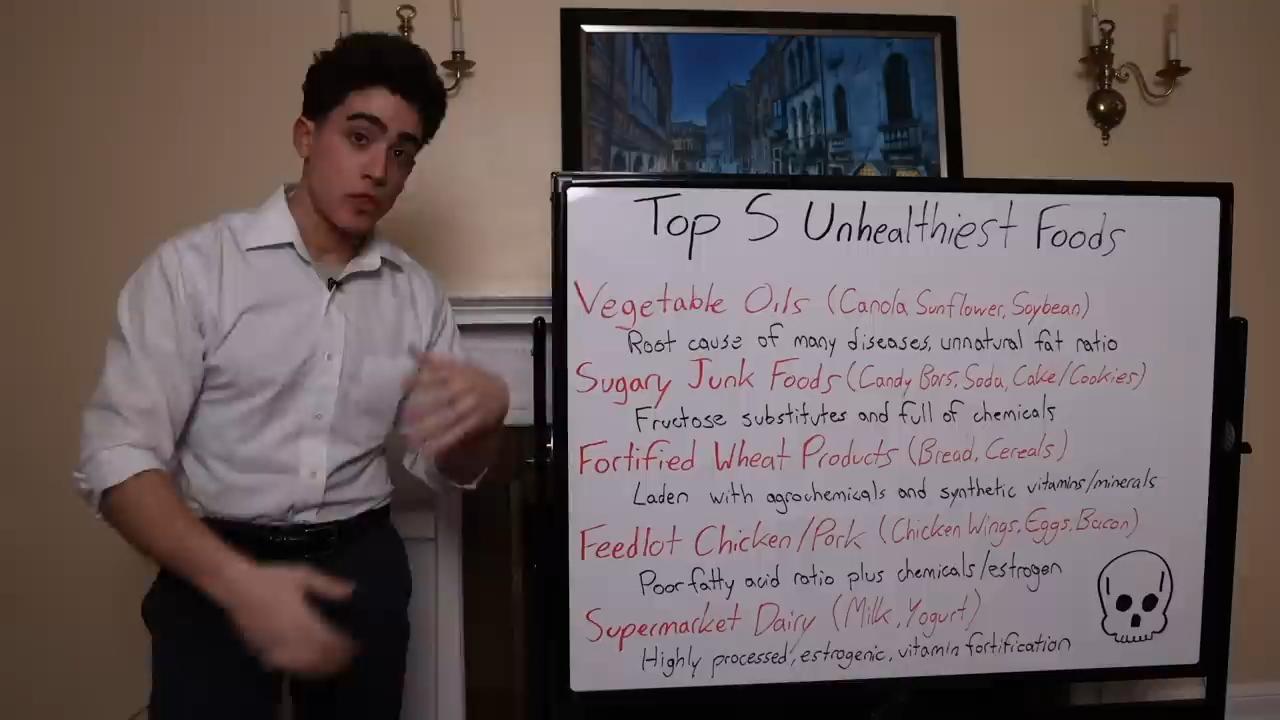 Top 5 Unhealthiest Foods
Vegetable Oils (Canola, Sunflower, Soybean)
Root cause of many diseases, unnatural fat ratio
Sugary Junk Foods (Candy Bars, Soda, Cake/Cookies)
Fructose substitutes and full of chemicals
Fortified Wheat Products (Bread, Cereals)
Laden with agrochemicals and synthetic vitamins/minerals
Feedlot Chicken/Pork (Chicken Wings, Eggs, Bacon)
Poor fatty acid ratio plus chemicals/estrogen
Supermarket Dairy (Milk, Yogurt)
Highly processed, estrogenic, vitamin fortification